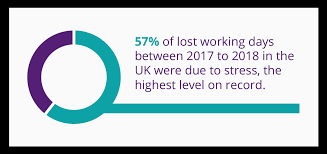 57% of lost working days
between 2017 to 2018 in the
UK were due to stress, the
highest level on record.